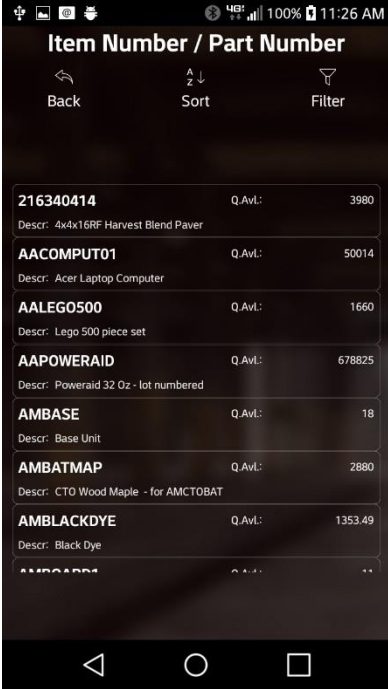 4G 100% 11:26 AM
Item Number / Part Number
Back Sort Filter
216340414 Q.Avl.: 3980
Descr: 4x4x16RF Harvest Blend Paver
AACOMPUT01 Q.Avl.: 50014
Descr: Acer Laptop Computer
AALEGO500 Q.Avl.: 1660
Descr: Lego 500 piece set
AAPOWERAID Q.Avl.: 678825
Descr: Poweraid 32 Oz - lot numbered
AMBASE Q.Avl.: 18
Descr: Base Unit
AMBATMAP Q.Avl.: 2880
Descr: CTO Wood Maple - for AMCTOBAT
AMBLACKDYE Q.Avl.: 1353.49
Descr: Black Dye